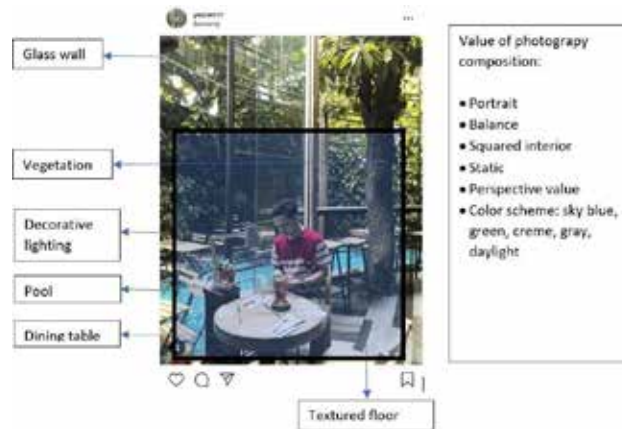 Glass wall
Vegetation
Decorative
lighting
Pool
Dining table
Textured floor
Value of photograpy
composition:
• Portrait
• Balance
• Squared interior
• Static
• Perspective value
• Color scheme: sky blue,
green, creme, gray,
daylight